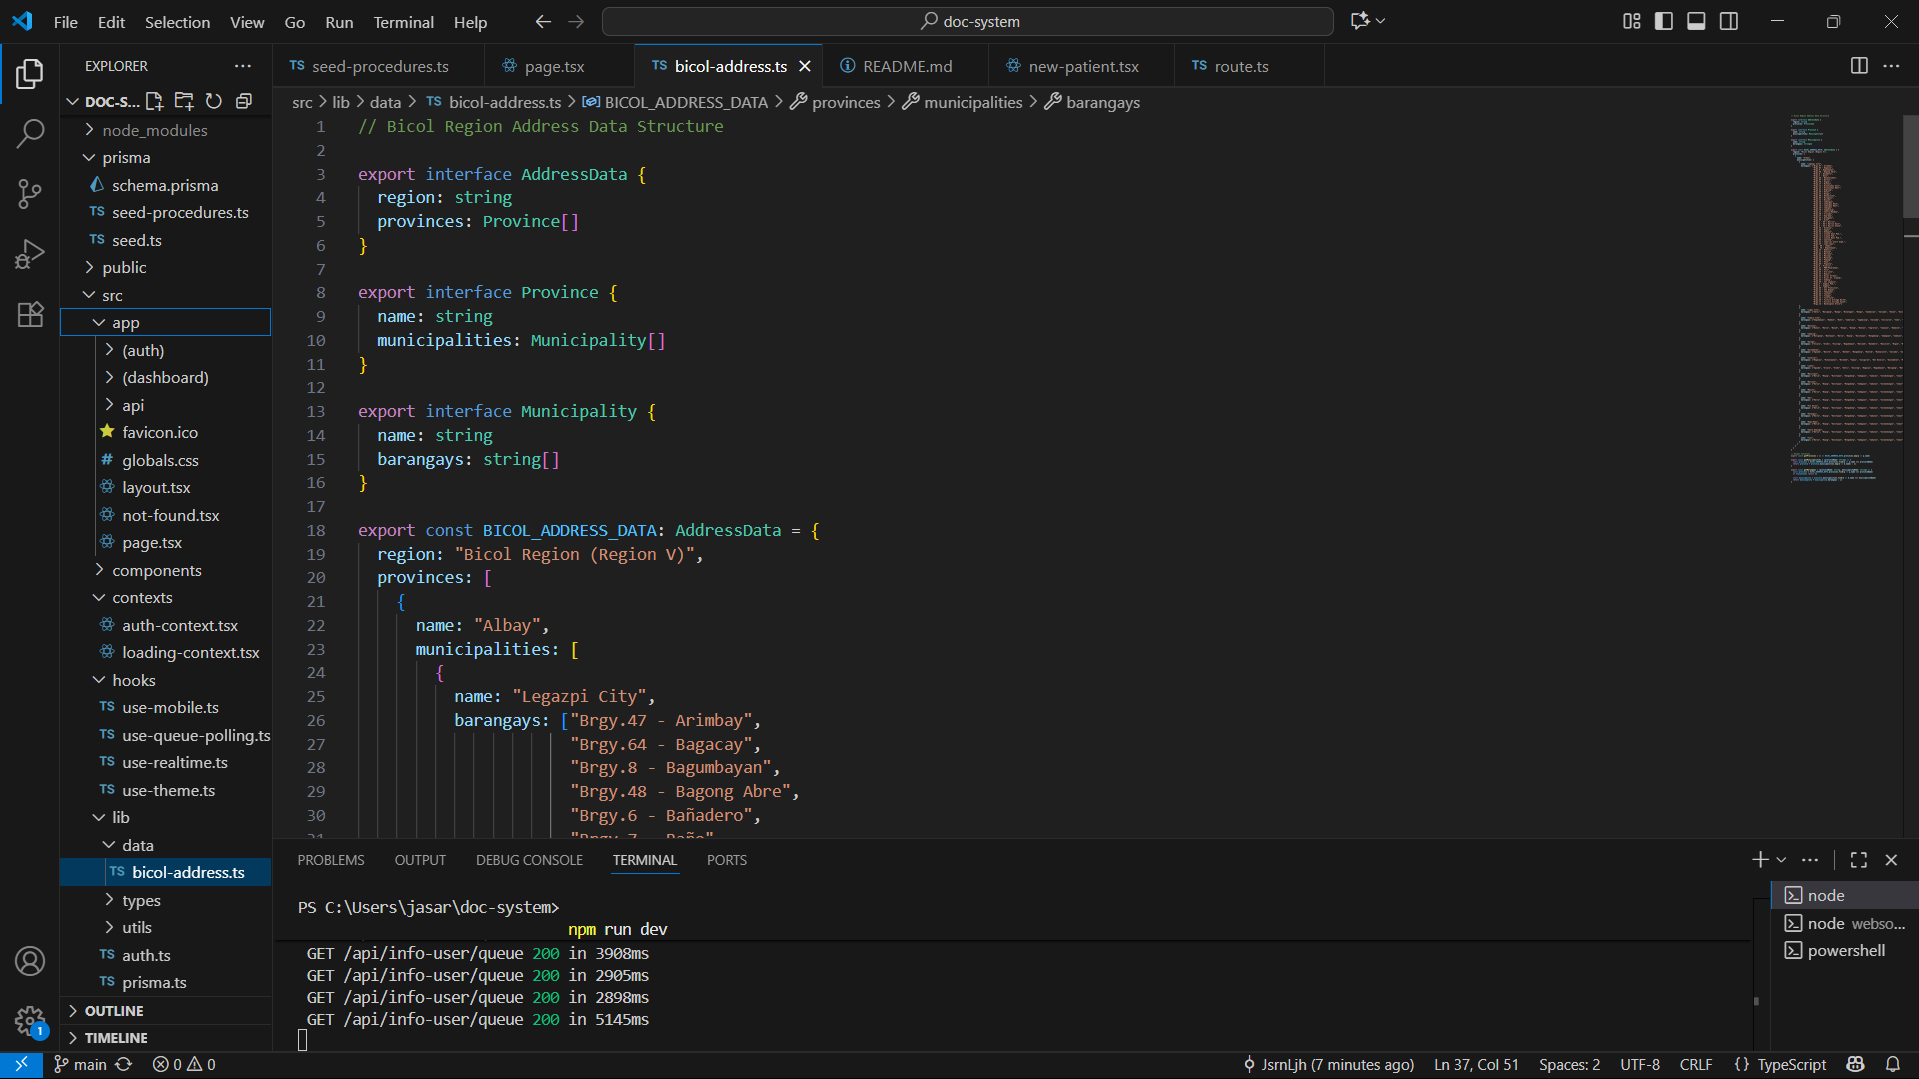 File Edit Selection View Go Run Terminal Help
doc-system
EXPLORER
DOC-S...
node_modules
prisma
schema.prisma
TS seed-procedures.ts
TS seed.ts
public
src
app
(auth)
(dashboard)
api
favicon.ico
# globals.css
layout.tsx
not-found.tsx
page.tsx
components
contexts
auth-context.tsx
loading-context.tsx
hooks
TS use-mobile.ts
TS use-queue-polling.ts
TS use-realtime.ts
TS use-theme.ts
lib
data
TS bicol-address.ts
types
utils
TS auth.ts
TS prisma.ts
OUTLINE
TIMELINE
TS seed-procedures.ts page.tsx TS bicol-address.ts README.md new-patient.tsx TS route.ts
src > lib > data > TS bicol-address.ts > BICOL_ADDRESS_DATA > provinces > municipalities > barangays
1 // Bicol Region Address Data Structure
2
3 export interface AddressData {
4 region: string
5 provinces: Province[]
6 }
7
8 export interface Province {
9 name: string
10 municipalities: Municipality[]
11 }
12
13 export interface Municipality {
14 name: string
15 barangays: string[]
16 }
17
18 export const BICOL_ADDRESS_DATA: AddressData = {
19 region: "Bicol Region (Region V)",
20 provinces: [
21 {
22 name: "Albay",
23 municipalities: [
24 {
25 name: "Legazpi City",
26 barangays: ["Brgy.47 - Arimbay",
27 "Brgy.64 - Bagacay",
28 "Brgy.8 - Bagumbayan",
29 "Brgy.48 - Bagong Abre",
30 "Brgy.6 - Bañadero",
31 "Brgy.7 - Baño"
PROBLEMS OUTPUT DEBUG CONSOLE TERMINAL PORTS
PS C:\Users\jasar\doc-system>
npm run dev
GET /api/info-user/queue 200 in 3908ms
GET /api/info-user/queue 200 in 2905ms
GET /api/info-user/queue 200 in 2898ms
GET /api/info-user/queue 200 in 5145ms
node
node webso...
powershell
1
main 0 0 JsrnLjh (7 minutes ago) Ln 37, Col 51 Spaces: 2 UTF-8 CRLF {} TypeScript